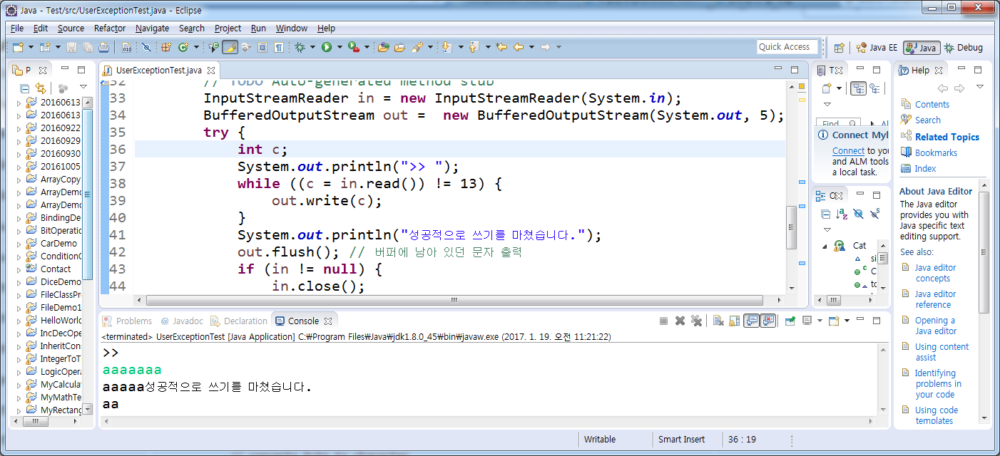 Java - Test/src/UserExceptionTest.java - Eclipse
File Edit Source Refactor Navigate Search Project Run Window Help
Quick Access Java EE Java Debug
P
20160613
20160613
20160922
20160929
20160930
20161005
ArrayCopy
ArrayDemo
ArrayDemo
BindingDe
BitOperatio
CarDemo
Condition
Contact
DiceDemo
FileClassPr
FileDemo1
HelloWorld
IncDecOpe
InheritCon
IntegerToT
LogicOpera
MyCalcula
MyMathTe
MyRectang
UserExceptionTest.java
32 // TODO Auto-generated method stub
33 InputStreamReader in = new InputStreamReader(System.in);
34 BufferedOutputStream out =  new BufferedOutputStream(System.out, 5);
35 try {
36 int c;
37 System.out.println(">> ");
38 while ((c = in.read()) != 13) {
39 out.write(c);
40 }
41 System.out.println("성공적으로 쓰기를 마쳤습니다.");
42 out.flush(); // 버퍼에 남아 있던 문자 출력
43 if (in != null) {
44 in.close();
Problems @ Javadoc Declaration Console
<terminated> UserExceptionTest [Java Application] C:₩Program Files₩Java₩jdk1.8.0_45₩bin₩javaw.exe (2017. 1. 19. 오전 11:21:22)
>>
aaaaaaa
aaaaa성공적으로 쓰기를 마쳤습니다.
aa
T
Find
Al
Connect Myl
Connect to you
and ALM tools
a local task.
O
Cat
si
C
to
Help
Contents
Search
Related Topics
Bookmarks
Index
About Java Editor
The Java editor
provides you with
Java specific text
editing support.
See also:
Java editor
concepts
Java editor
reference
Opening a
Java editor
Using content
assist
Identifying
problems in
your code
Using code
templates
Writable Smart Insert 36 : 19